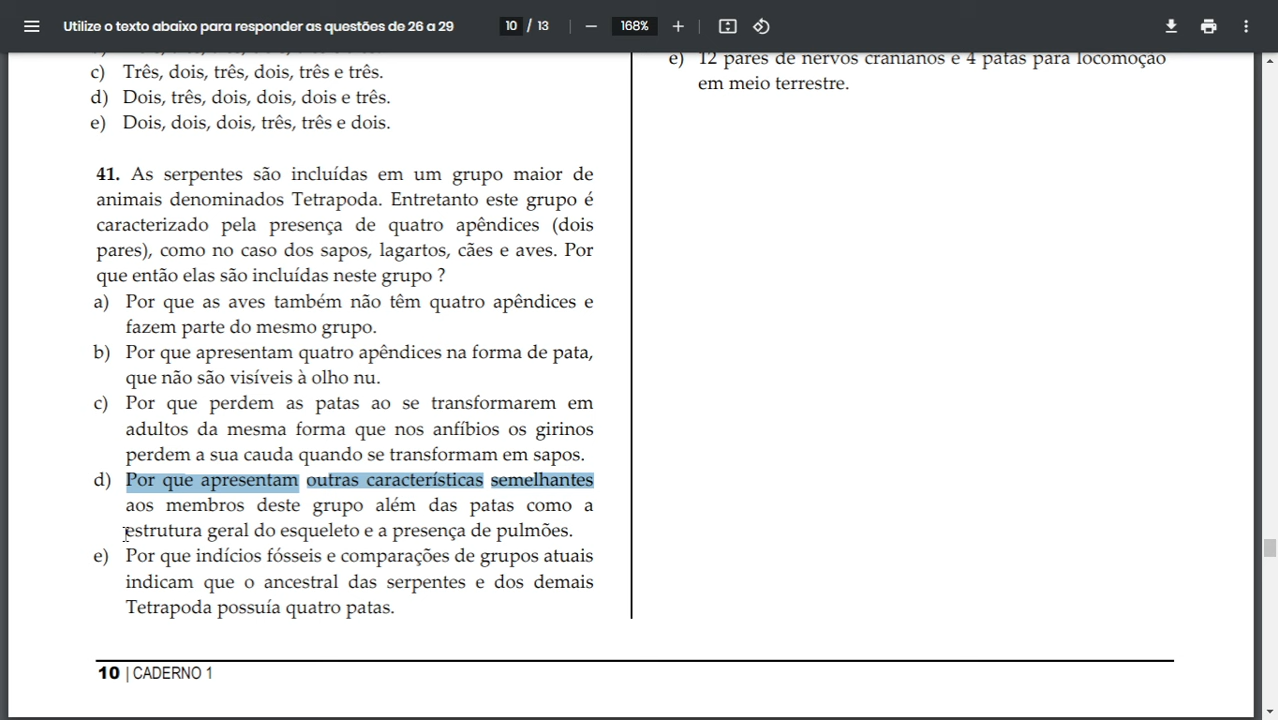 Utilize o texto abaixo para responder as questões de 26 a 29
10 / 13
168%
c) Três, dois, três, dois, três e três.
d) Dois, três, dois, dois, dois e três.
e) Dois, dois, dois, três, três e dois.
41. As serpentes são incluídas em um grupo maior de
animais denominados Tetrapoda. Entretanto este grupo é
caracterizado pela presença de quatro apêndices (dois
pares), como no caso dos sapos, lagartos, cães e aves. Por
que então elas são incluídas neste grupo ?
a) Por que as aves também não têm quatro apêndices e
fazem parte do mesmo grupo.
b) Por que apresentam quatro apêndices na forma de pata,
que não são visíveis à olho nu.
c) Por que perdem as patas ao se transformarem em
adultos da mesma forma que nos anfíbios os girinos
perdem a sua cauda quando se transformam em sapos.
d) Por que apresentam outras características semelhantes
aos membros deste grupo além das patas como a
estrutura geral do esqueleto e a presença de pulmões.
e) Por que indícios fósseis e comparações de grupos atuais
indicam que o ancestral das serpentes e dos demais
Tetrapoda possuía quatro patas.
e) 12 pares de nervos cranianos e 4 patas para locomoção
em meio terrestre.
10 | CADERNO 1